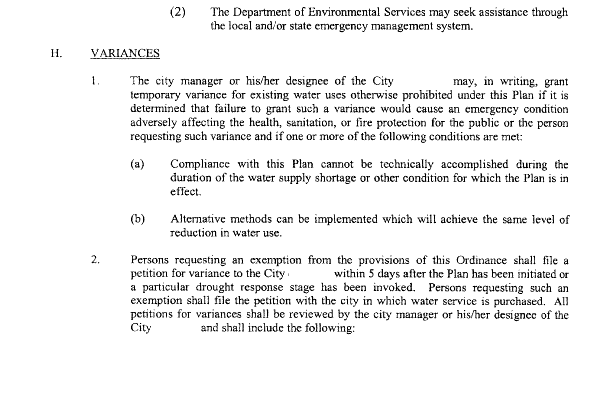 (2) The Department of Environmental Services may seek assistance through
the local and/or state emergency management system.
H. VARIANCES
1. The city manager or his/her designee of the City may, in writing, grant
temporary variance for existing water uses otherwise prohibited under this Plan if it is
determined that failure to grant such a variance would cause an emergency condition
adversely affecting the health, sanitation, or fire protection for the public or the person
requesting such variance and if one or more of the following conditions are met:
(a) Compliance with this Plan cannot be technically accomplished during the
duration of the water supply shortage or other condition for which the Plan is in
effect.
(b) Alternative methods can be implemented which will achieve the same level of
reduction in water use.
2. Persons requesting an exemption from the provisions of this Ordinance shall file a
petition for variance to the City within 5 days after the Plan has been initiated or
a particular drought response stage has been invoked. Persons requesting such an
exemption shall file the petition with the city in which water service is purchased. All
petitions for variances shall be reviewed by the city manager or his/her designee of the
City and shall include the following: